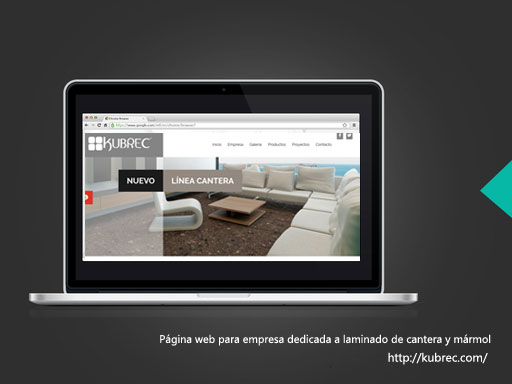 KUBREC
Inicio Empresa Galeria Productos Proyectos Contacto
NUEVO LÍNEA CANTERA
Página web para empresa dedicada a laminado de cantera y mármol
http://kubrec.com/